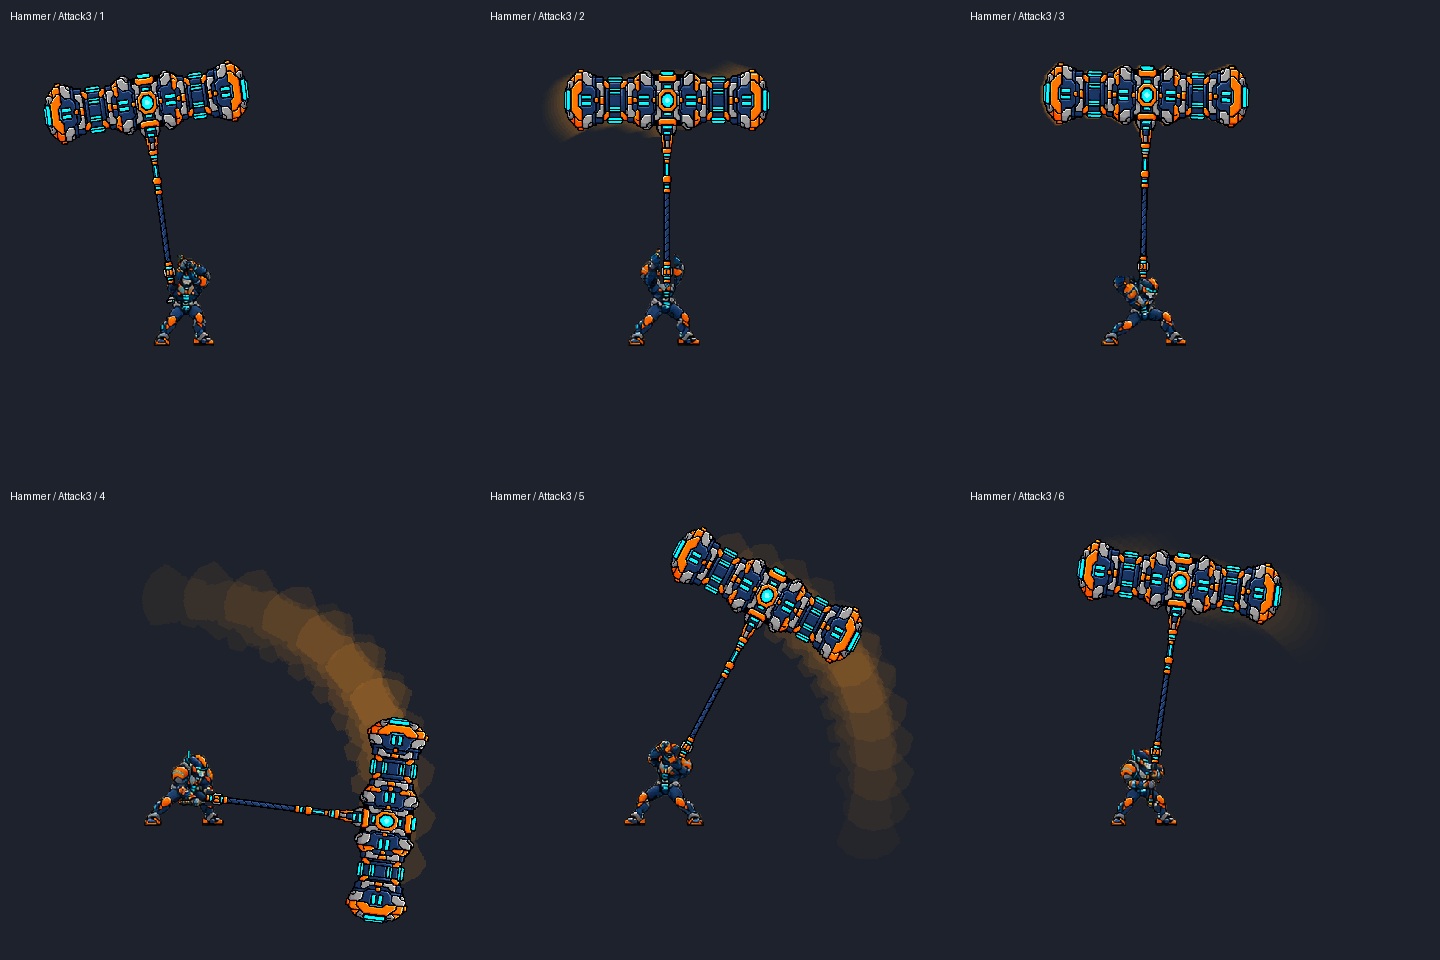 Hammer / Attack3 / 1
Hammer / Attack3 / 2
Hammer / Attack3 / 3
Hammer / Attack3 / 4
Hammer / Attack3 / 5
Hammer / Attack3 / 6